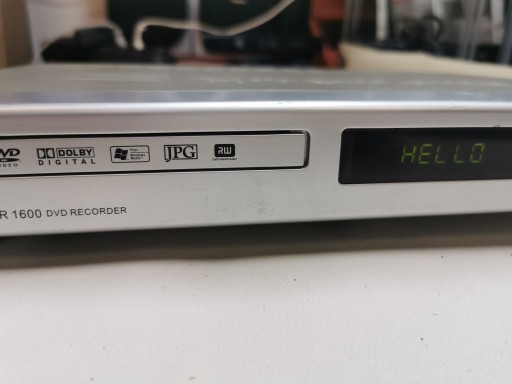 DOLBY
DIGITAL
JPG
RW
HELLO
R 1600 DVD RECORDER